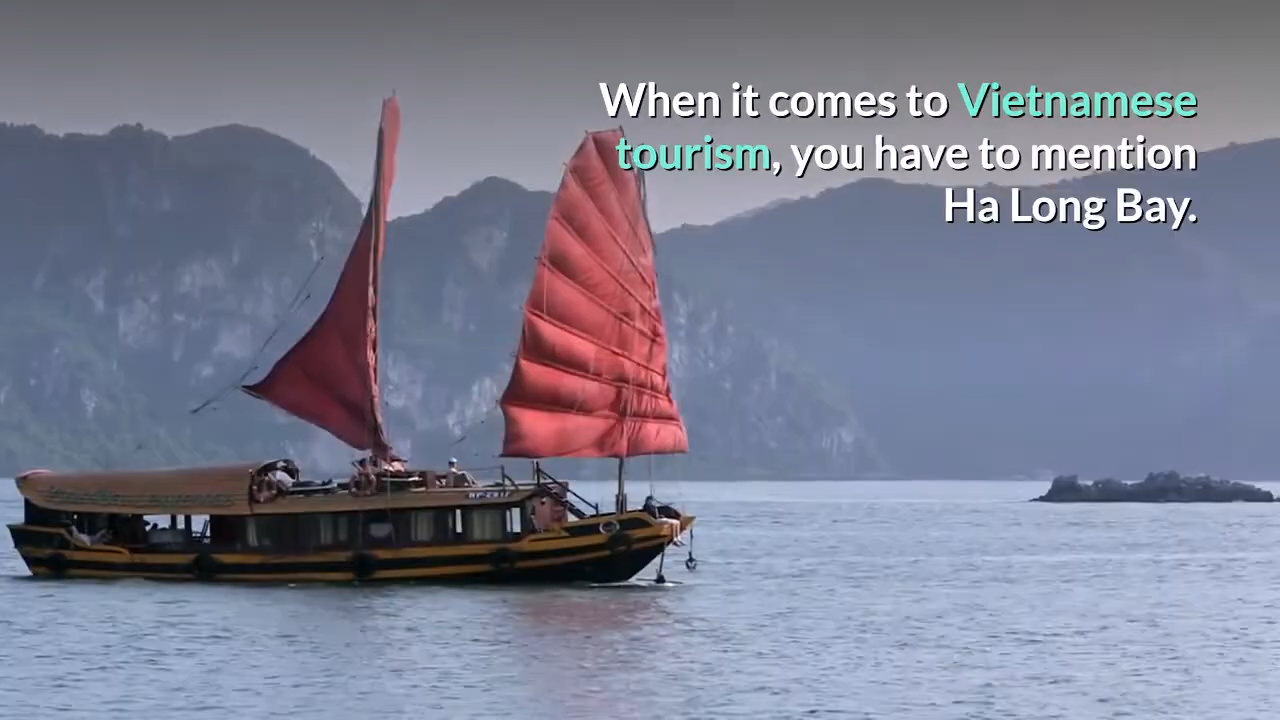 When it comes to Vietnamese
tourism, you have to mention
Ha Long Bay.